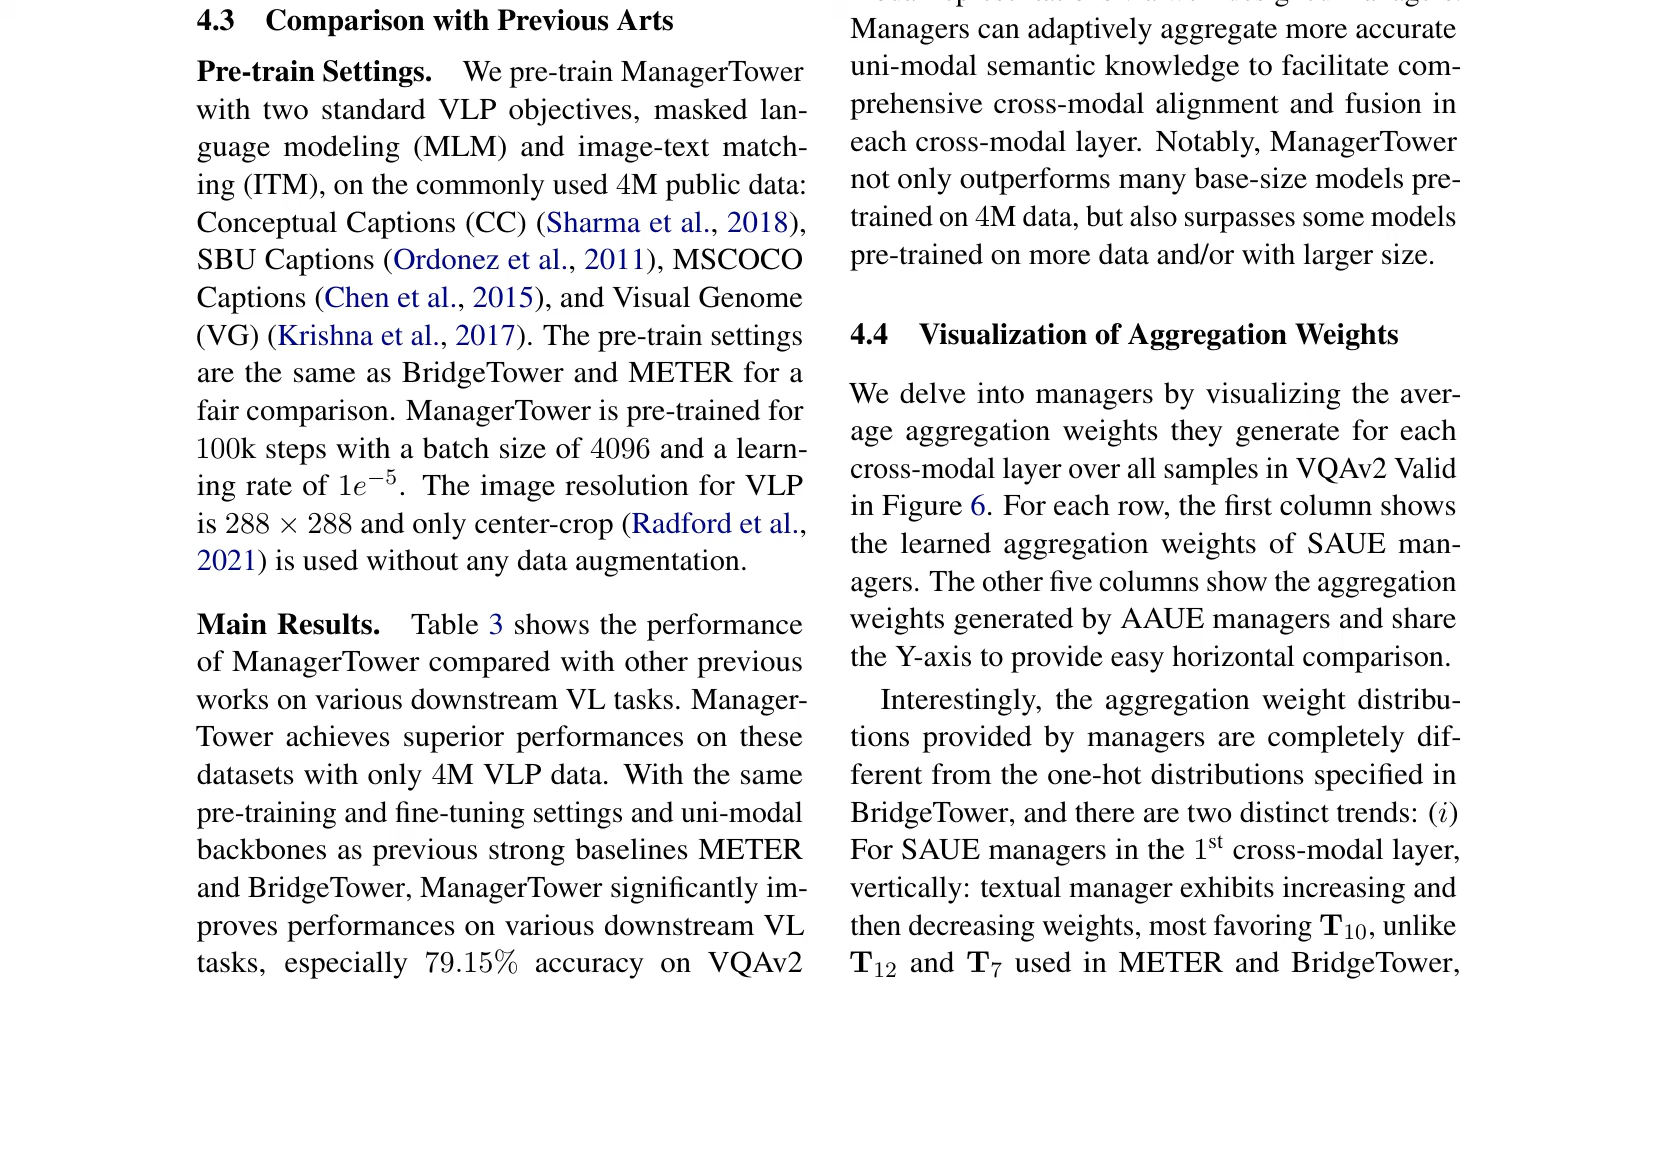 4.3 Comparison with Previous Arts
Pre-train Settings. We pre-train ManagerTower
with two standard VLP objectives, masked lan-
guage modeling (MLM) and image-text match-
ing (ITM), on the commonly used 4M public data:
Conceptual Captions (CC) (Sharma et al., 2018),
SBU Captions (Ordonez et al., 2011), MSCOCO
Captions (Chen et al., 2015), and Visual Genome
(VG) (Krishna et al., 2017). The pre-train settings
are the same as BridgeTower and METER for a
fair comparison. ManagerTower is pre-trained for
100k steps with a batch size of 4096 and a learn-
ing rate of 1e⁻⁵. The image resolution for VLP
is 288 × 288 and only center-crop (Radford et al.,
2021) is used without any data augmentation.
Main Results. Table 3 shows the performance
of ManagerTower compared with other previous
works on various downstream VL tasks. Manager-
Tower achieves superior performances on these
datasets with only 4M VLP data. With the same
pre-training and fine-tuning settings and uni-modal
backbones as previous strong baselines METER
and BridgeTower, ManagerTower significantly im-
proves performances on various downstream VL
tasks, especially 79.15% accuracy on VQAv2
Managers can adaptively aggregate more accurate
uni-modal semantic knowledge to facilitate com-
prehensive cross-modal alignment and fusion in
each cross-modal layer. Notably, ManagerTower
not only outperforms many base-size models pre-
trained on 4M data, but also surpasses some models
pre-trained on more data and/or with larger size.
4.4 Visualization of Aggregation Weights
We delve into managers by visualizing the aver-
age aggregation weights they generate for each
cross-modal layer over all samples in VQAv2 Valid
in Figure 6. For each row, the first column shows
the learned aggregation weights of SAUE man-
agers. The other five columns show the aggregation
weights generated by AAUE managers and share
the Y-axis to provide easy horizontal comparison.
Interestingly, the aggregation weight distribu-
tions provided by managers are completely dif-
ferent from the one-hot distributions specified in
BridgeTower, and there are two distinct trends: (i)
For SAUE managers in the 1ˢᵗ cross-modal layer,
vertically: textual manager exhibits increasing and
then decreasing weights, most favoring T₁₀, unlike
T₁₂ and T₇ used in METER and BridgeTower,